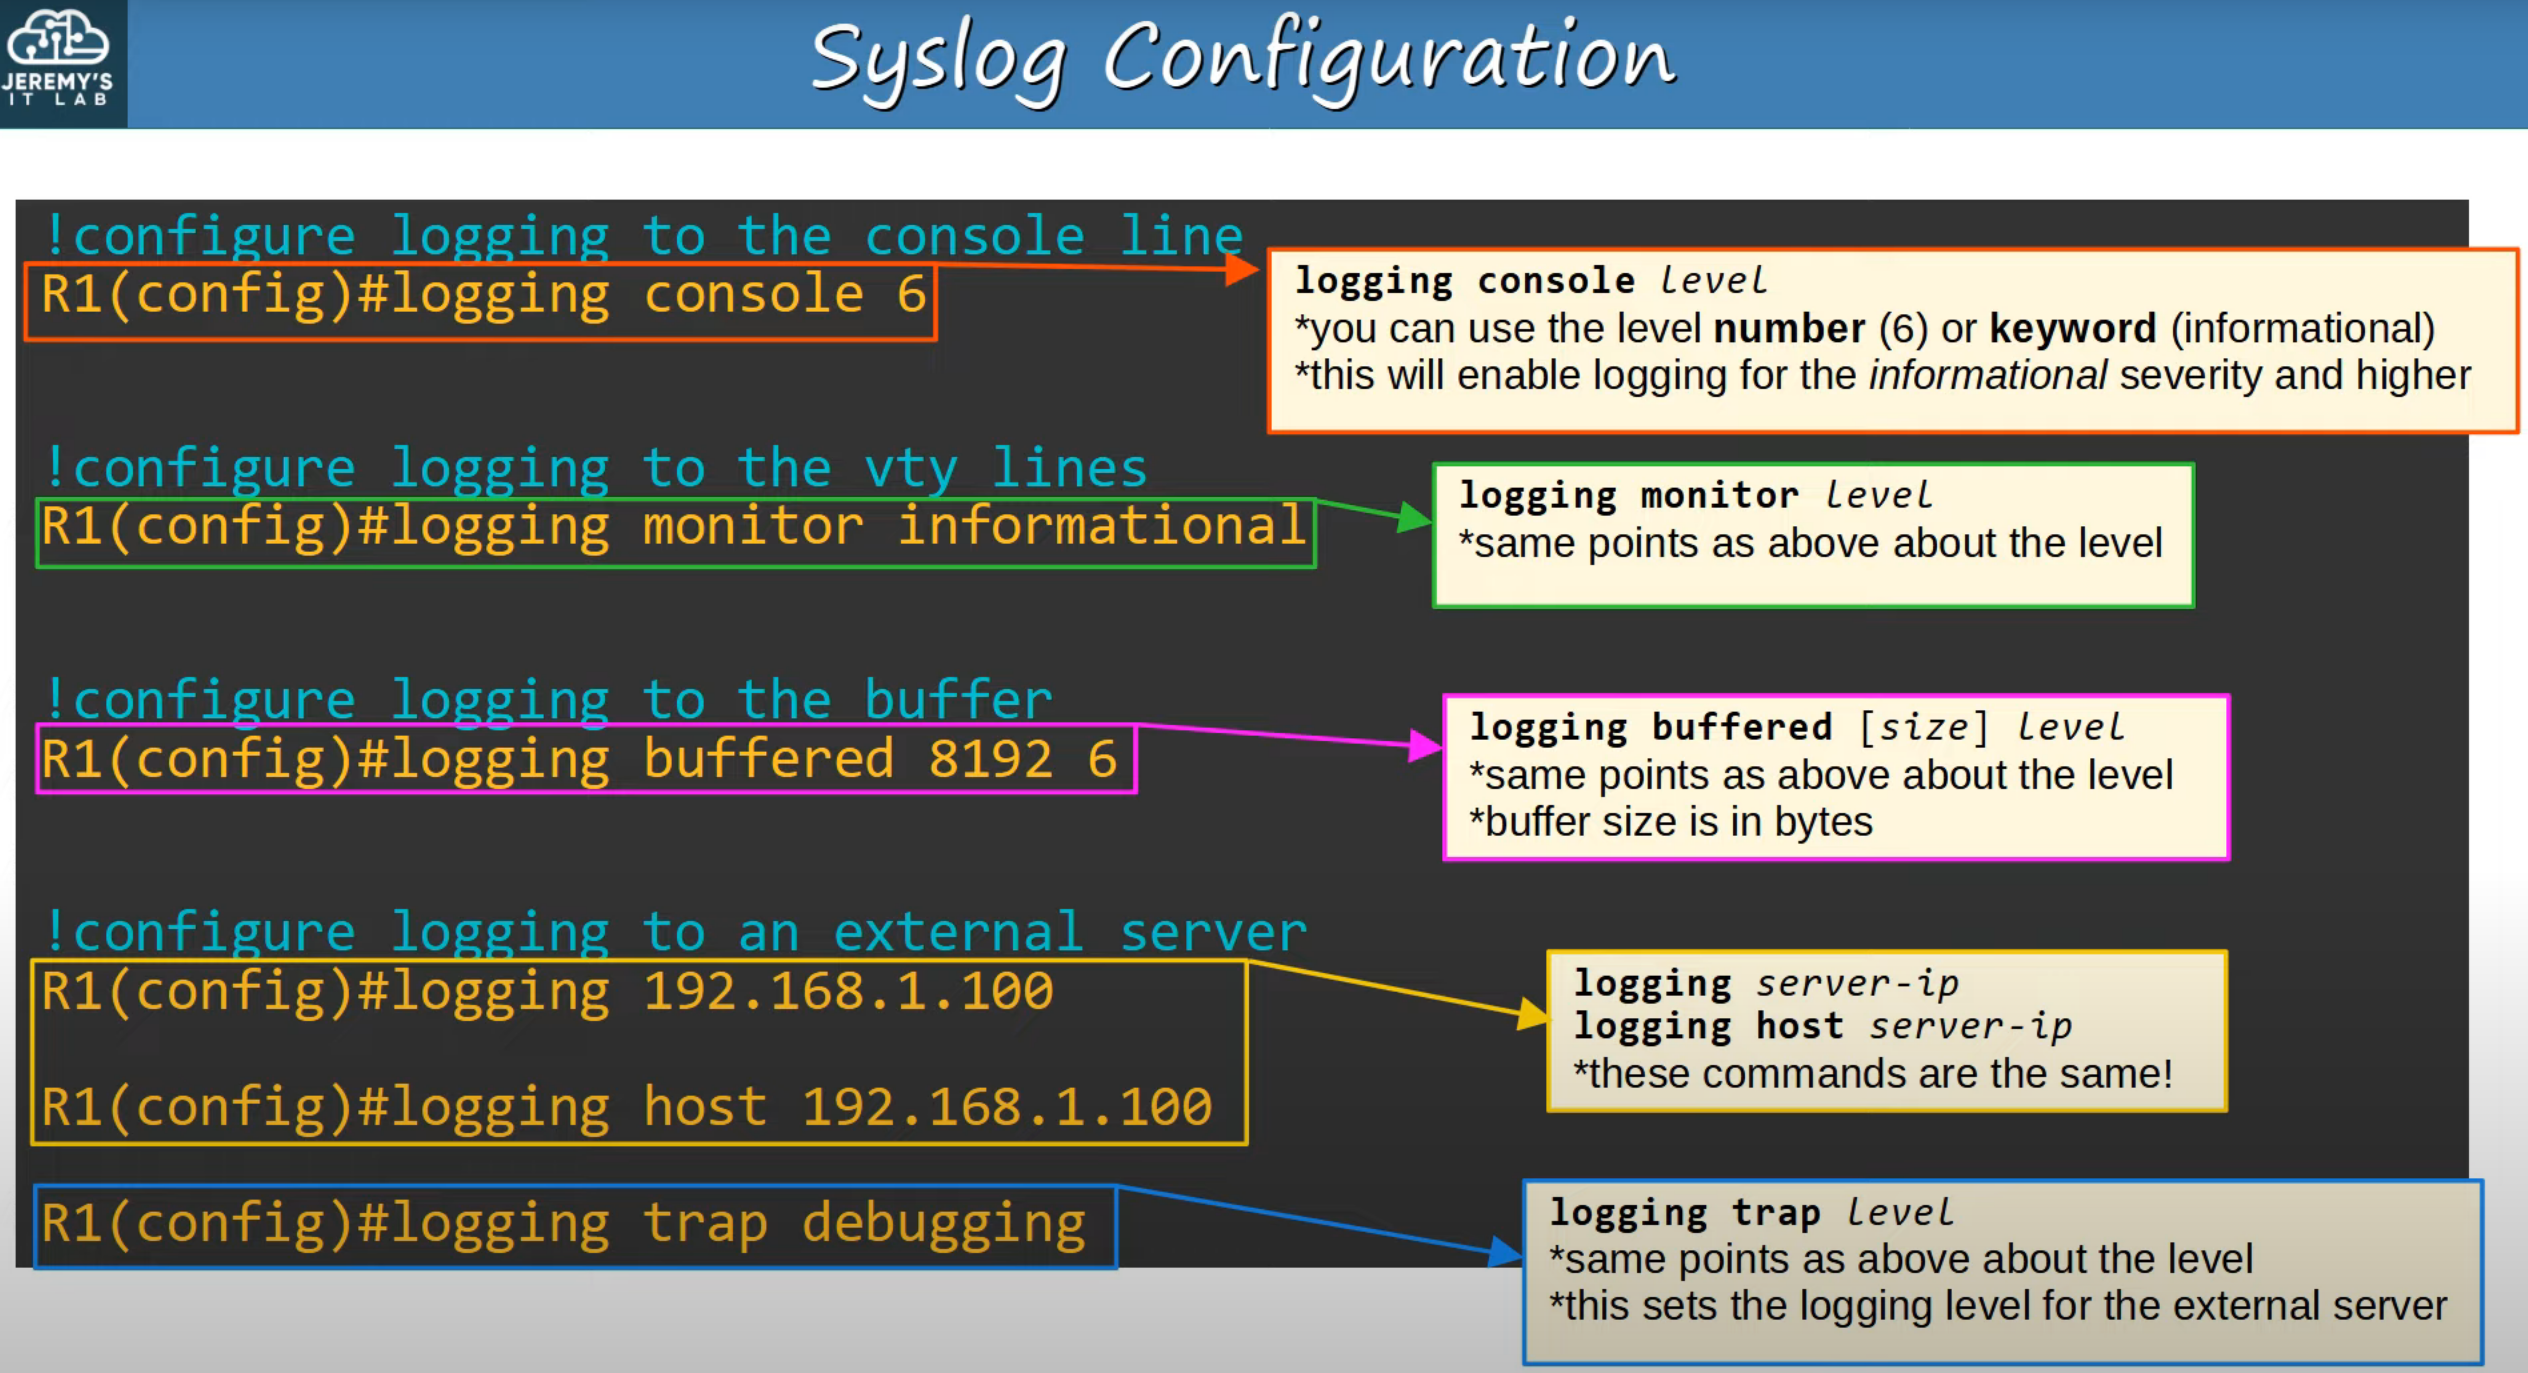 JEREMY'S
IT LAB
Syslog Configuration
!configure logging to the console line
R1(config)#logging console 6
logging console level
*you can use the level number (6) or keyword (informational)
*this will enable logging for the informational severity and higher
!configure logging to the vty lines
R1(config)#logging monitor informational
logging monitor level
*same points as above about the level
!configure logging to the buffer
R1(config)#logging buffered 8192 6
logging buffered [size] level
*same points as above about the level
*buffer size is in bytes
!configure logging to an external server
R1(config)#logging 192.168.1.100
R1(config)#logging host 192.168.1.100
logging server-ip
logging host server-ip
*these commands are the same!
R1(config)#logging trap debugging
logging trap level
*same points as above about the level
*this sets the logging level for the external server